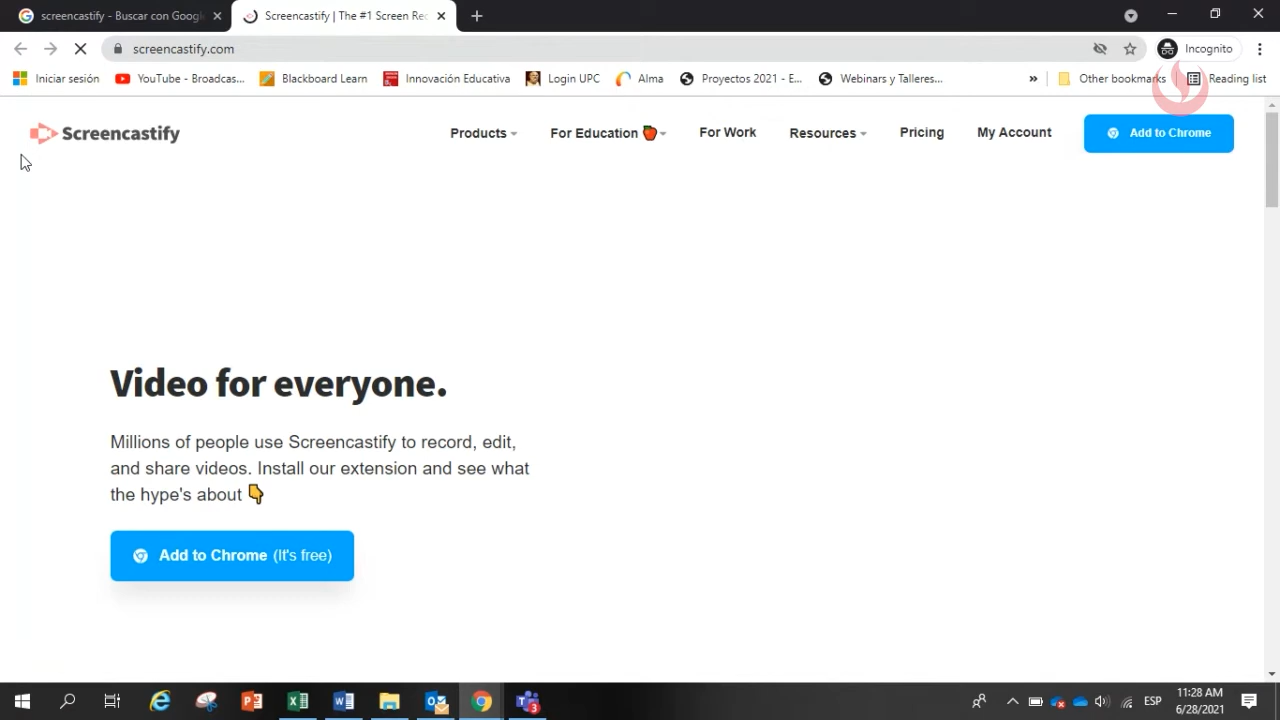 screencastify - Buscar con Googl
Screencastify | The #1 Screen Rec
screencastify.com
Incognito
Iniciar sesión
YouTube - Broadcas...
Blackboard Learn
Innovación Educativa
Login UPC
Alma
Proyectos 2021 - E...
Webinars y Talleres...
»
Other bookmarks
Reading list
Screencastify
Products
For Education
For Work
Resources
Pricing
My Account
Add to Chrome
Video for everyone.
Millions of people use Screencastify to record, edit,
and share videos. Install our extension and see what
the hype's about 👇
Add to Chrome (It's free)
ESP
11:28 AM
6/28/2021